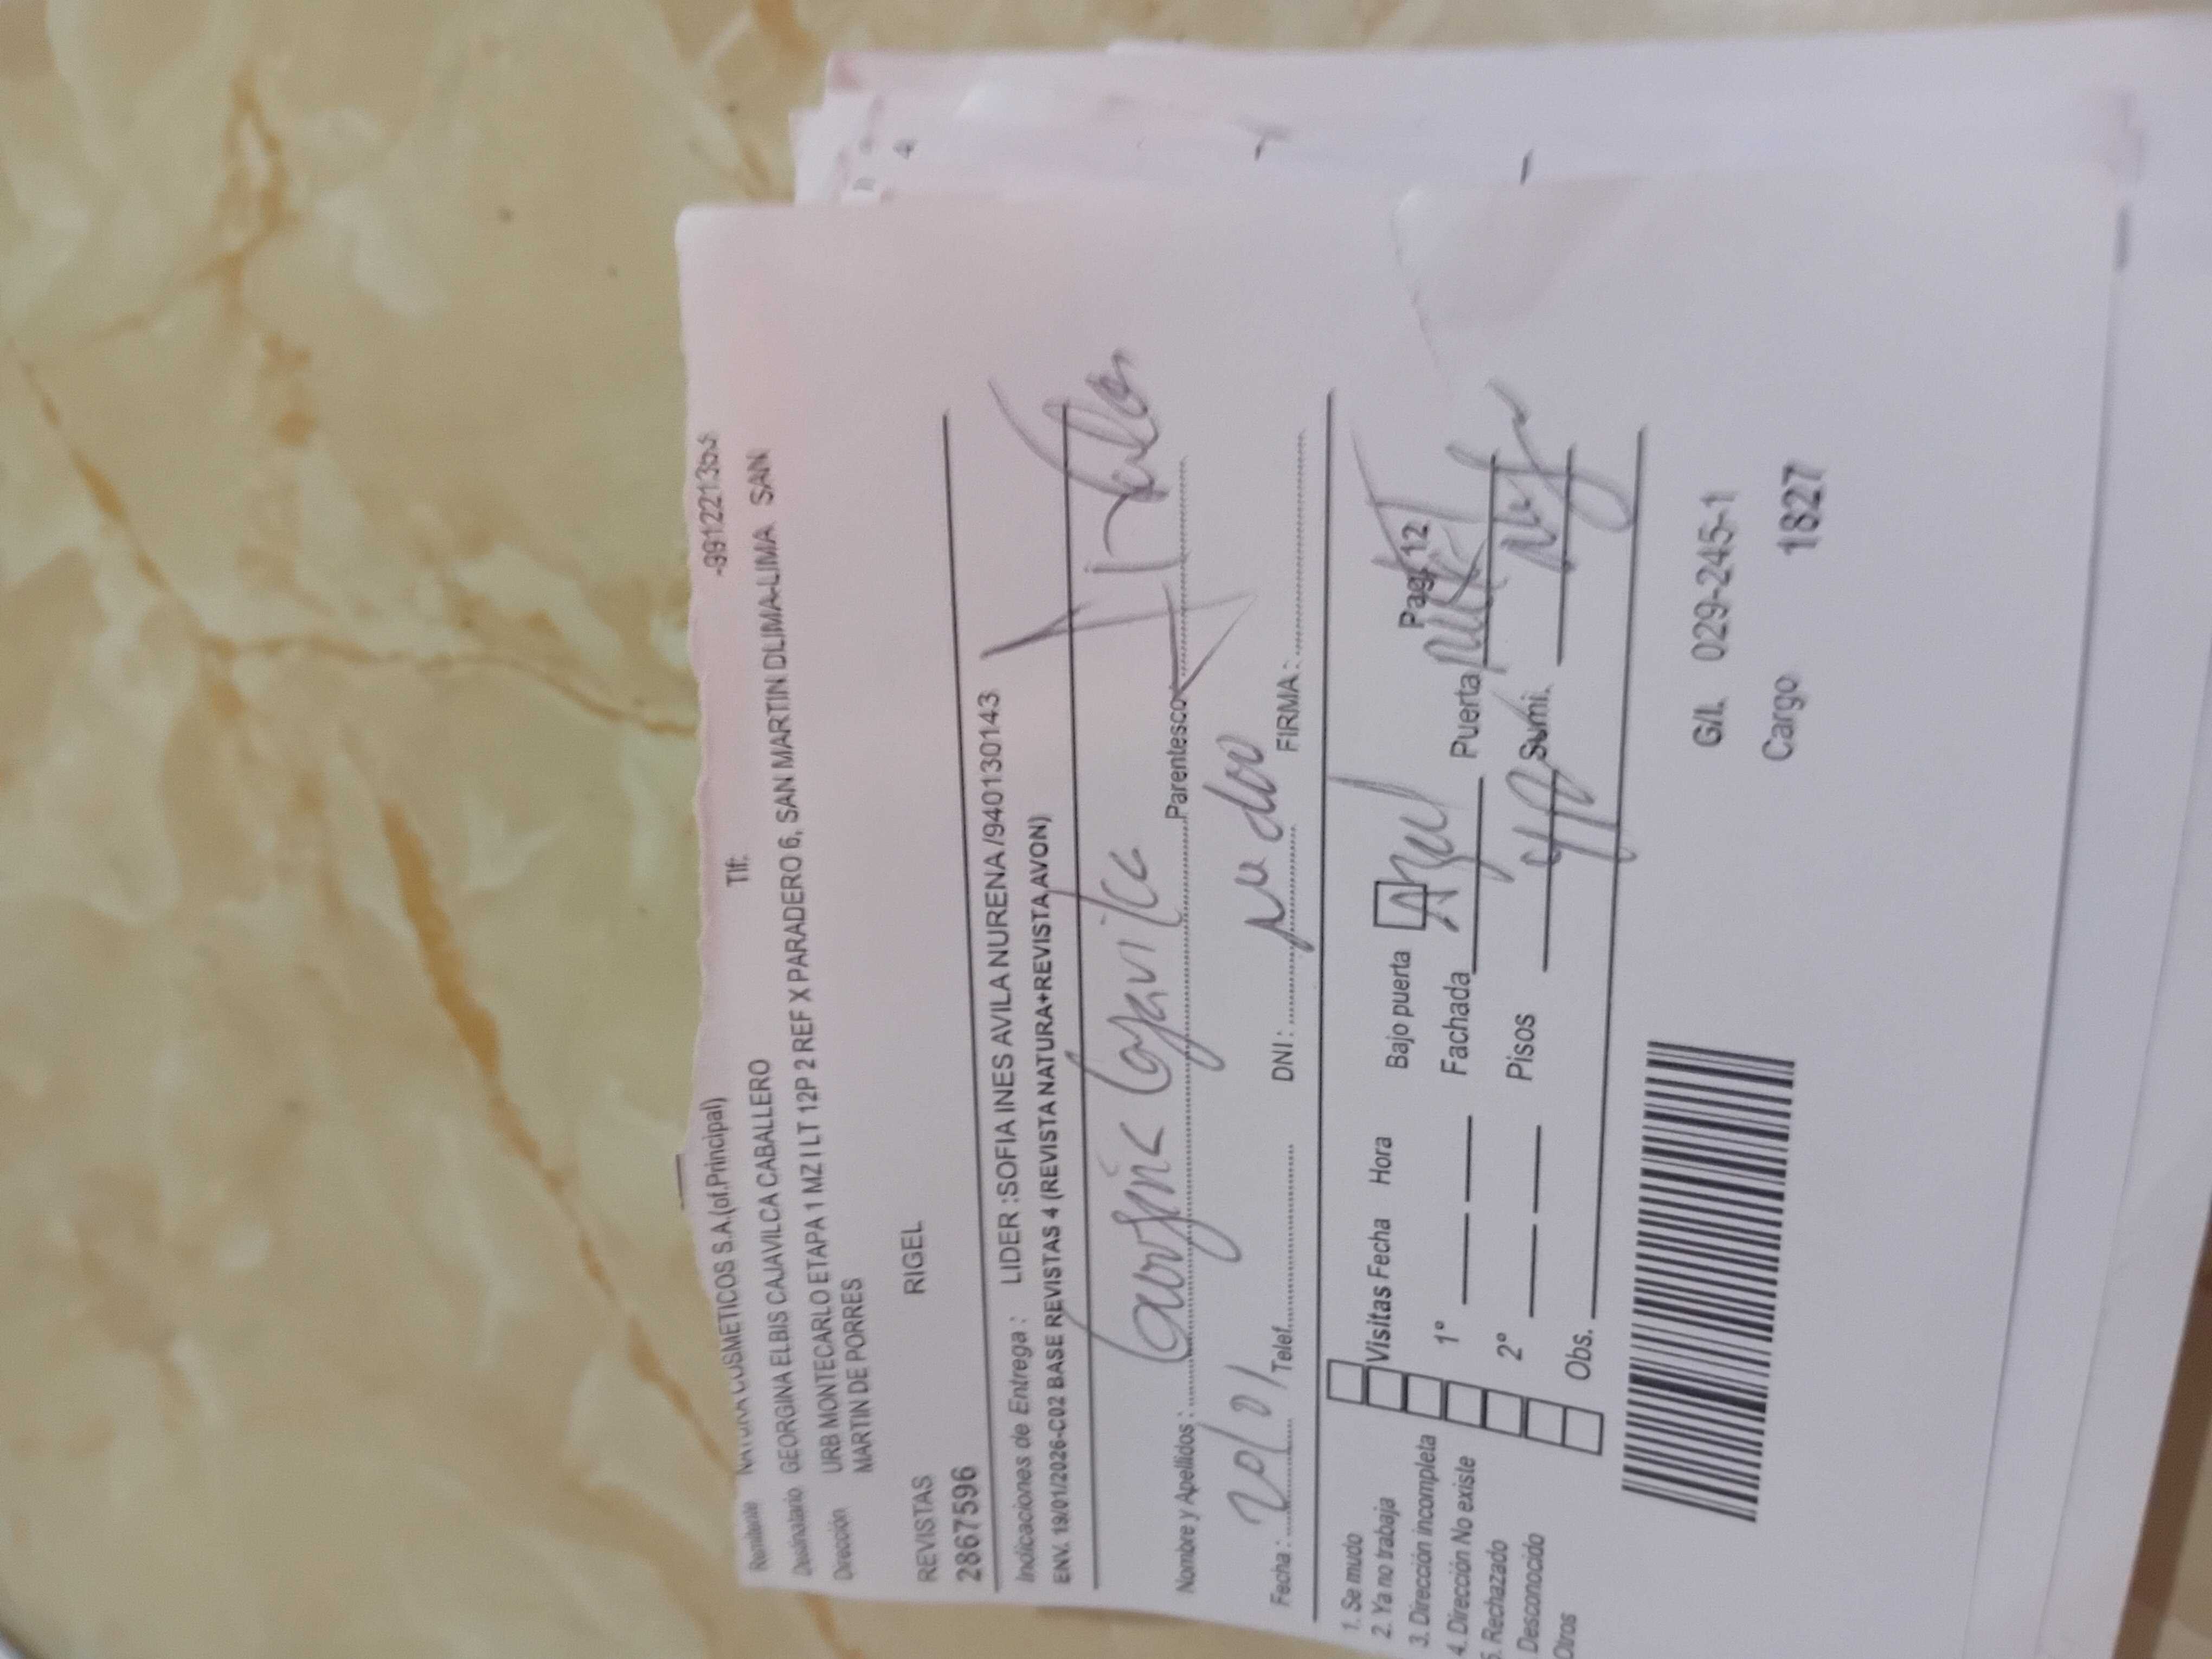 Remitente NATURA COSMETICOS S.A.(of.Principal) Tlf:
Destinatario GEORGINA ELBIS CAJAVILCA CABALLERO
Dirección URB MONTECARLO ETAPA 1 MZ I LT 12P 2 REF X PARADERO 6, SAN MARTIN DLIMA-LIMA SAN
MARTIN DE PORRES
REVISTAS RIGEL
28675596
Indicaciones de Entrega : LIDER :SOFIA INES AVILA NURENA /940130143
ENV. 19/01/2026-C02 BASE REVISTAS 4 (REVISTA NATURA+REVISTA,AVON)
Nombre y Apellidos : Cajavilca Parentesco
Fecha : 20/01 Telef. DNI : FIRMA :
1. Se mudo
2. Ya no trabaja Visitas Fecha Hora Bajo puerta Pag. 12
3. Dirección incompleta 1° Fachada Azul Puerta
4. Dirección No existe 2° Pisos Sumi.
5. Rechazado
Desconocido Obs.
Otros
G/L 029-245-1
Cargo 1827